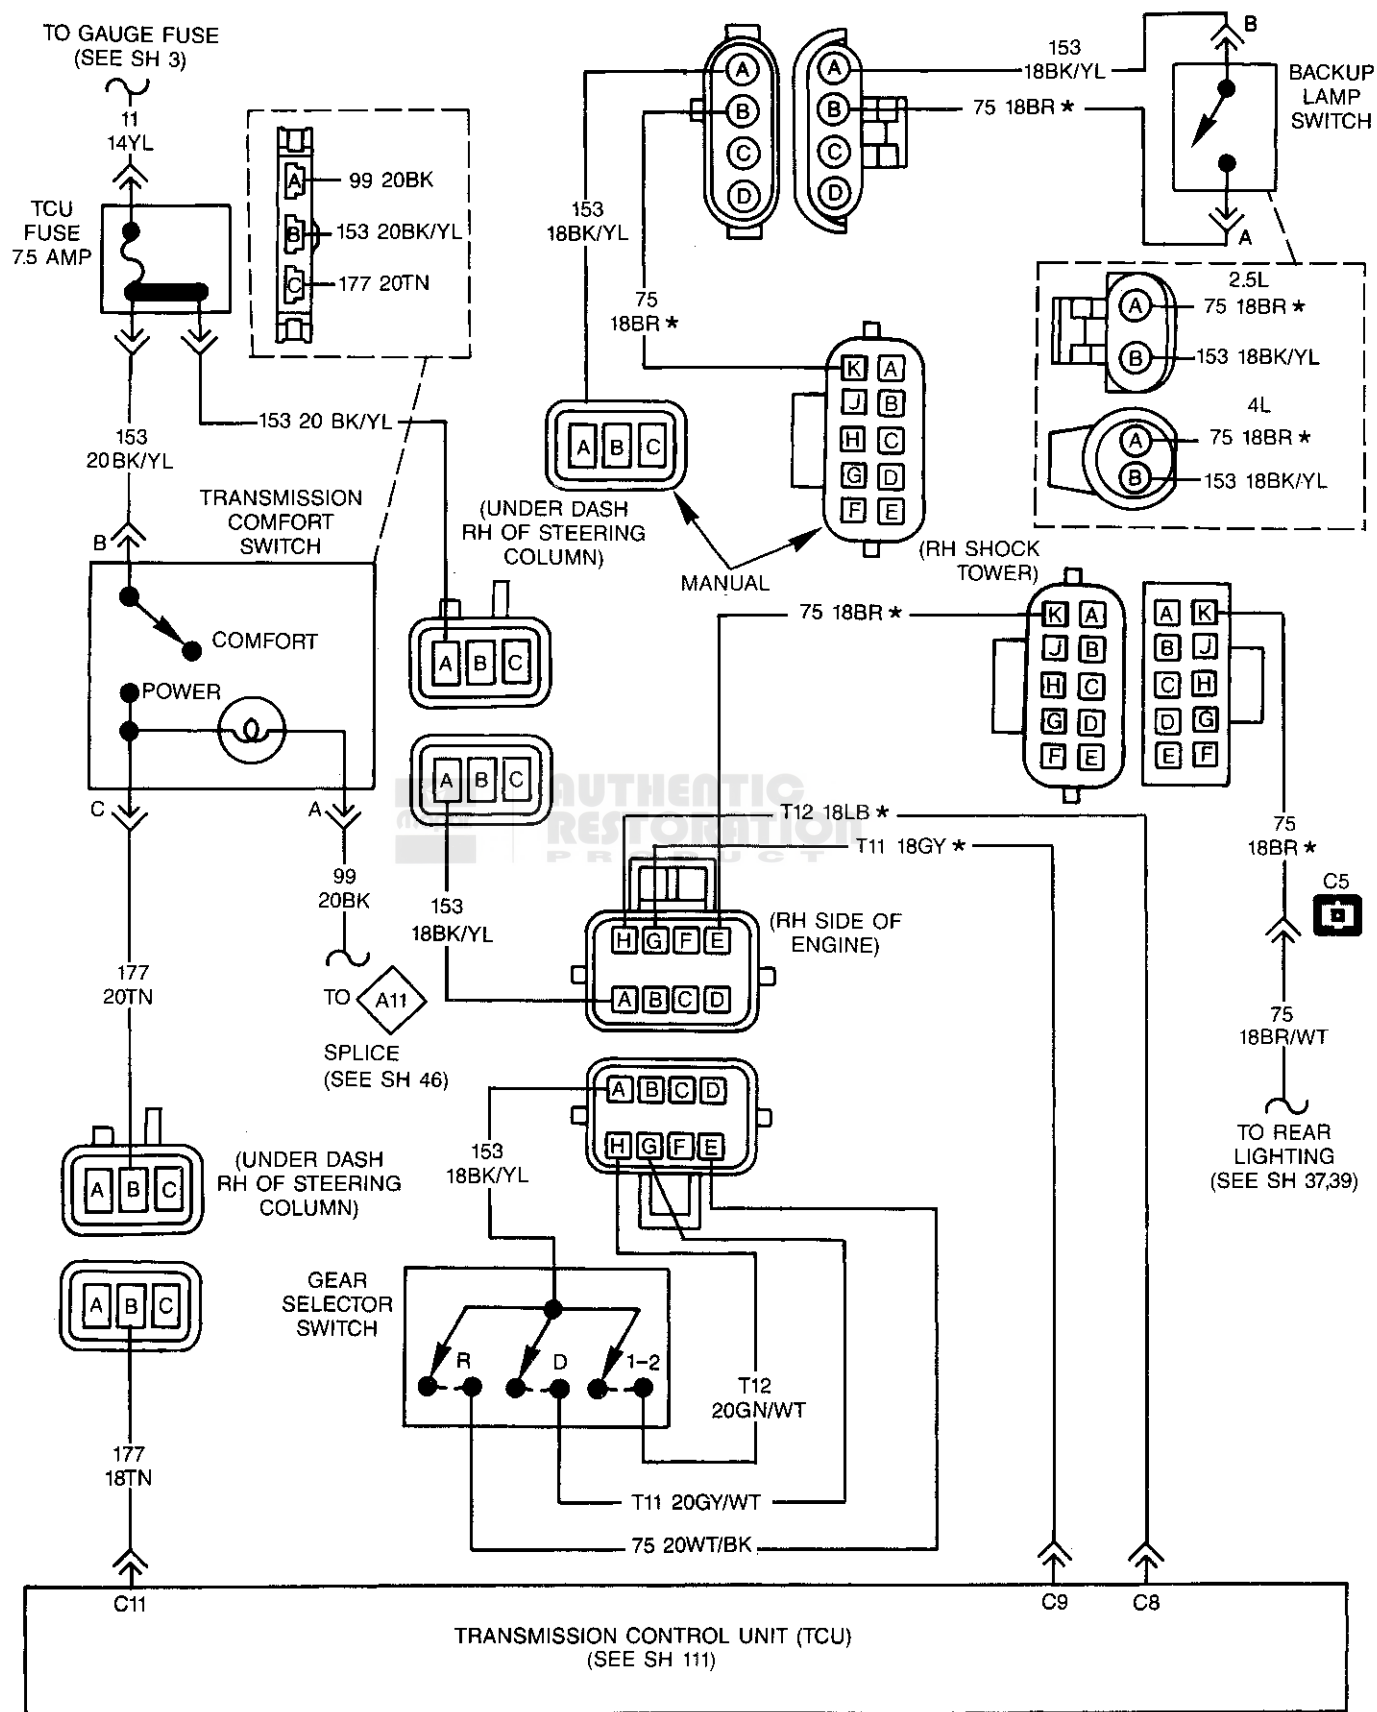 TO GAUGE FUSE
(SEE SH 3)
11
14YL
TCU
FUSE
7.5 AMP
A
99 20BK
B
153 20BK/YL
C
177 20TN
153
20BK/YL
153 20 BK/YL
TRANSMISSION
COMFORT
SWITCH
B
COMFORT
POWER
C
A
99
20BK
TO A11
SPLICE
(SEE SH 46)
177
20TN
A B C
(UNDER DASH
RH OF STEERING
COLUMN)
A B C
177
18TN
C11
A
B
C
D
A
B
C
D
153
18BK/YL
75 18BR *
B
A
BACKUP
LAMP
SWITCH
2.5L
A
75 18BR *
B
153 18BK/YL
4L
A
75 18BR *
B
153 18BK/YL
153
18BK/YL
75
18BR *
A B C
(UNDER DASH
RH OF STEERING
COLUMN)
MANUAL
K A
J B
H C
G D
F E
(RH SHOCK
TOWER)
75 18BR *
K A
J B
H C
G D
F E
A K
B J
C H
D G
E F
A B C
A B C
AUTHENTIC
RESTORATION
PRODUCT
T12 18LB *
T11 18GY *
153
18BK/YL
H G F E
A B C D
(RH SIDE OF
ENGINE)
A B C D
H G F E
153
18BK/YL
75
18BR *
C5
75
18BR/WT
TO REAR
LIGHTING
(SEE SH 37,39)
GEAR
SELECTOR
SWITCH
R
D
1-2
T12
20GN/WT
T11 20GY/WT
75 20WT/BK
C9
C8
TRANSMISSION CONTROL UNIT (TCU)
(SEE SH 111)